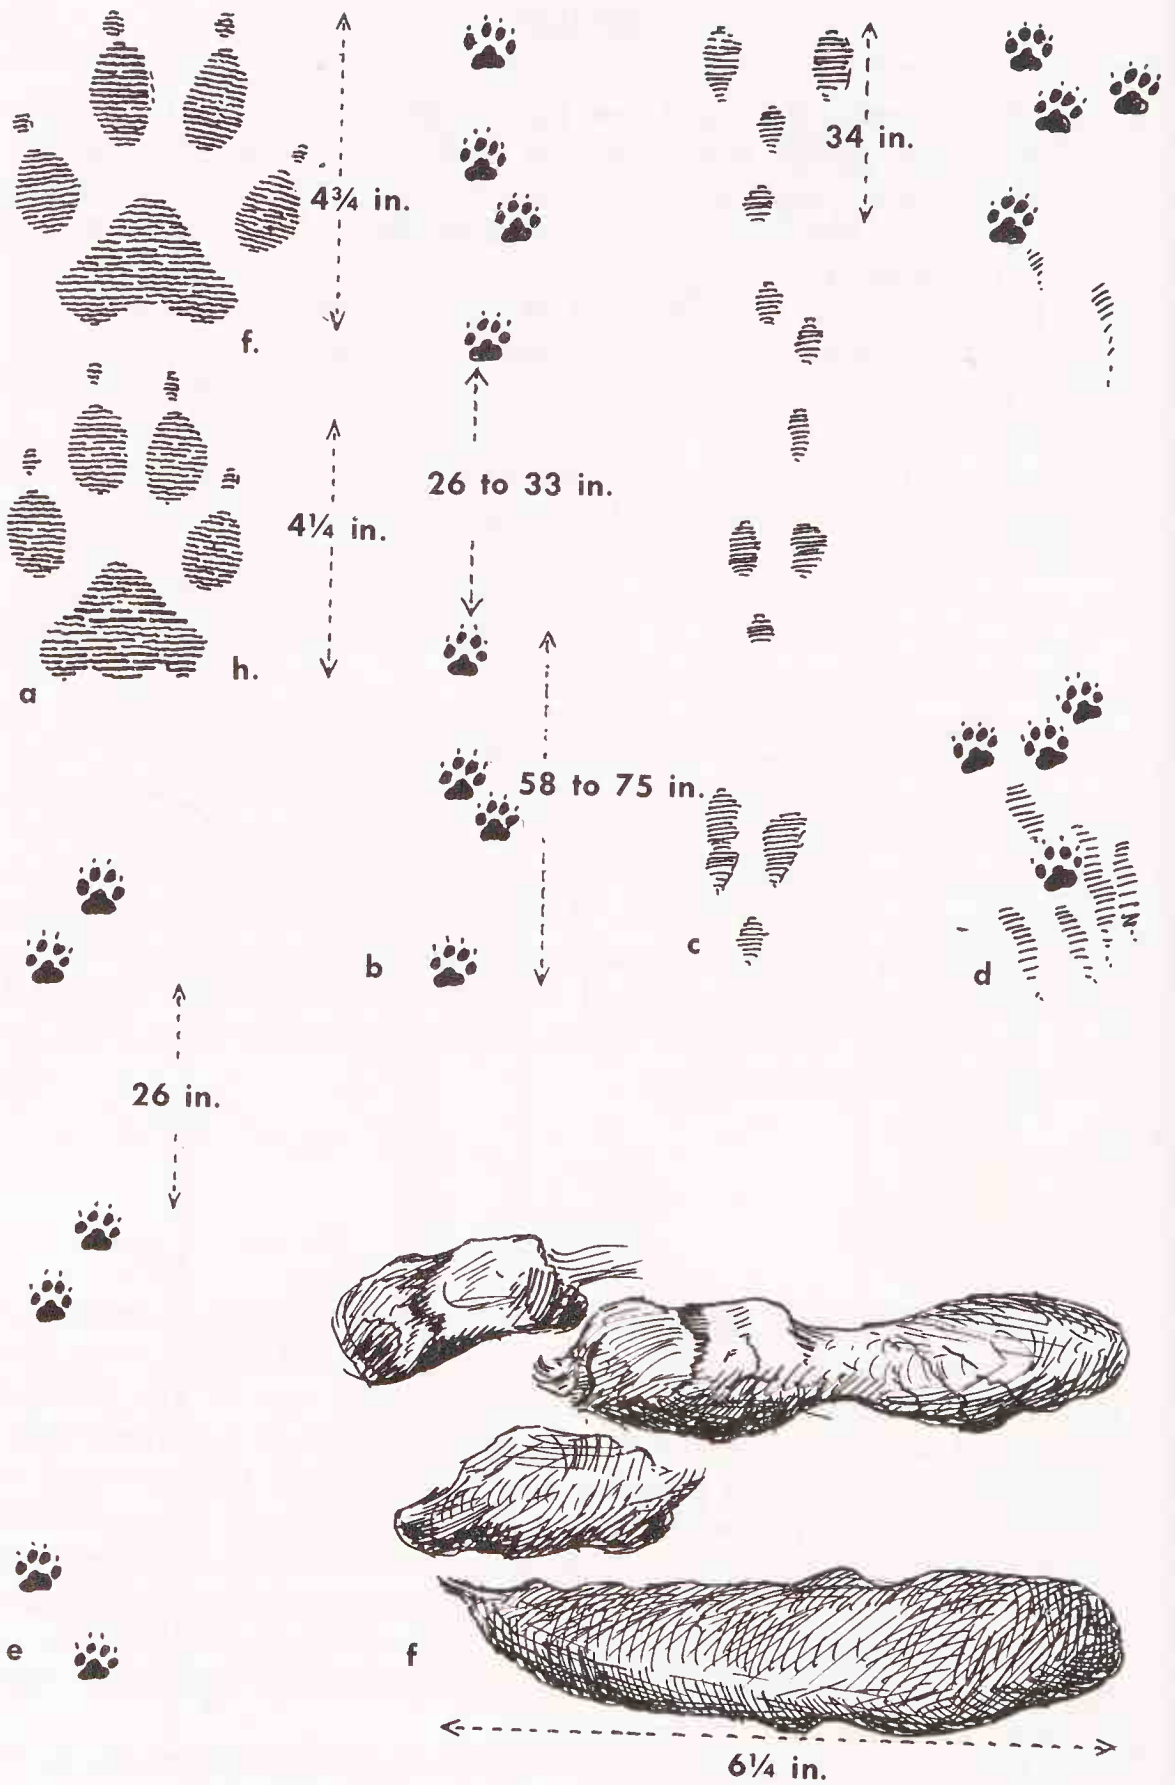 34 in.
4¾ in.
f.
26 to 33 in.
4¼ in.
h.
a
58 to 75 in.
b
c
d
26 in.
e
f
6¼ in.